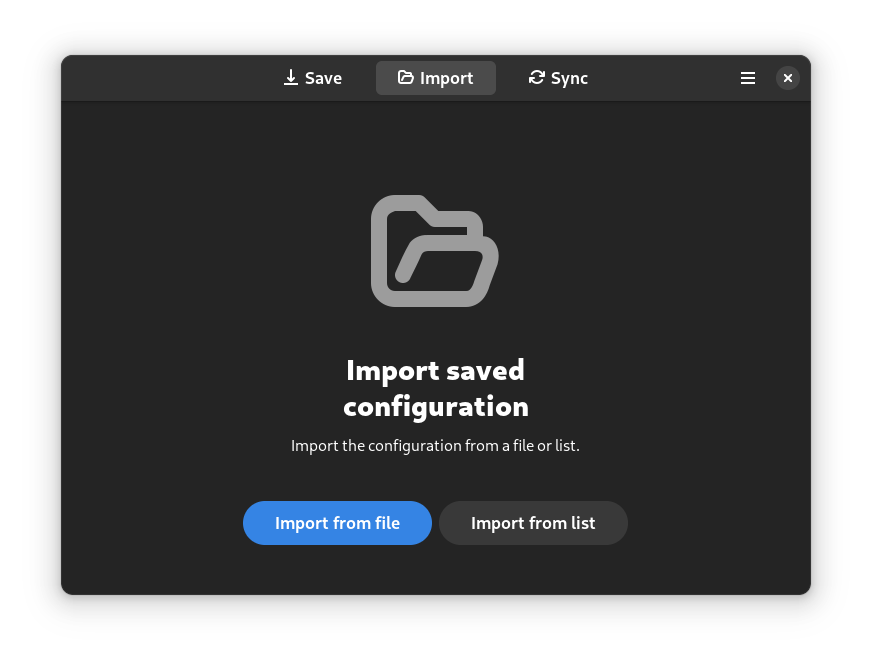 Save
Import
Sync
Import saved
configuration
Import the configuration from a file or list.
Import from file
Import from list